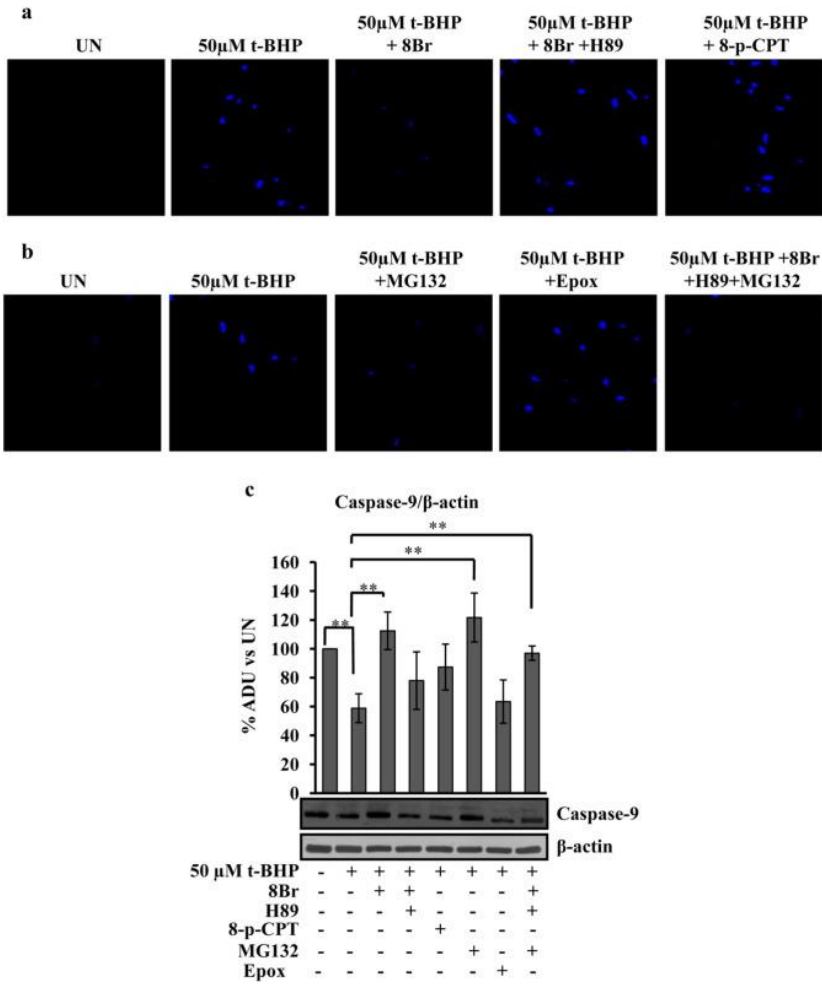 a
UN
50µM t-BHP
50µM t-BHP
+ 8Br
50µM t-BHP
+ 8Br +H89
50µM t-BHP
+ 8-p-CPT
b
UN
50µM t-BHP
50µM t-BHP
+MG132
50µM t-BHP
+Epox
50µM t-BHP +8Br
+H89+MG132
c
Caspase-9/β-actin
% ADU vs UN
160
140
120
100
80
60
40
20
0
**
**
**
**
Caspase-9
β-actin
50 µM t-BHP - + + + + + + +
8Br - - + + - - - +
H89 - - - + - - - +
8-p-CPT - - - - + - - -
MG132 - - - - - + - +
Epox - - - - - - + -